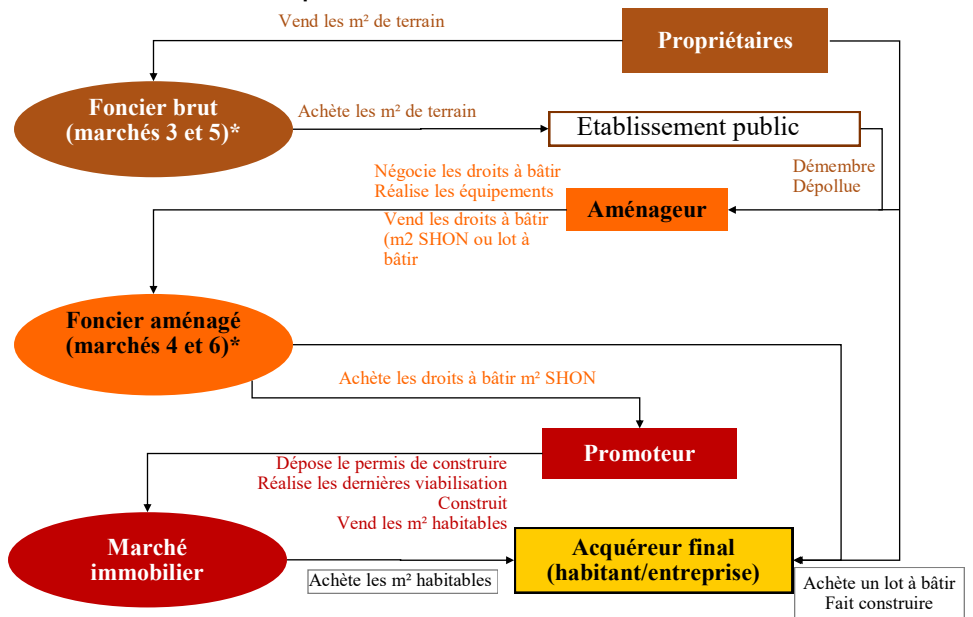 Vend les m² de terrain
Propriétaires
Foncier brut
(marchés 3 et 5)*
Achète les m² de terrain
Etablissement public
Négocie les droits à bâtir
Réalise les équipements
Démembre
Dépollue
Aménageur
Vend les droits à bâtir
(m2 SHON ou lot à
bâtir
Foncier aménagé
(marchés 4 et 6)*
Achète les droits à bâtir m² SHON
Promoteur
Dépose le permis de construire
Réalise les dernières viabilisation
Construit
Vend les m² habitables
Marché
immobilier
Achète les m² habitables
Acquéreur final
(habitant/entreprise)
Achète un lot à bâtir
Fait construire